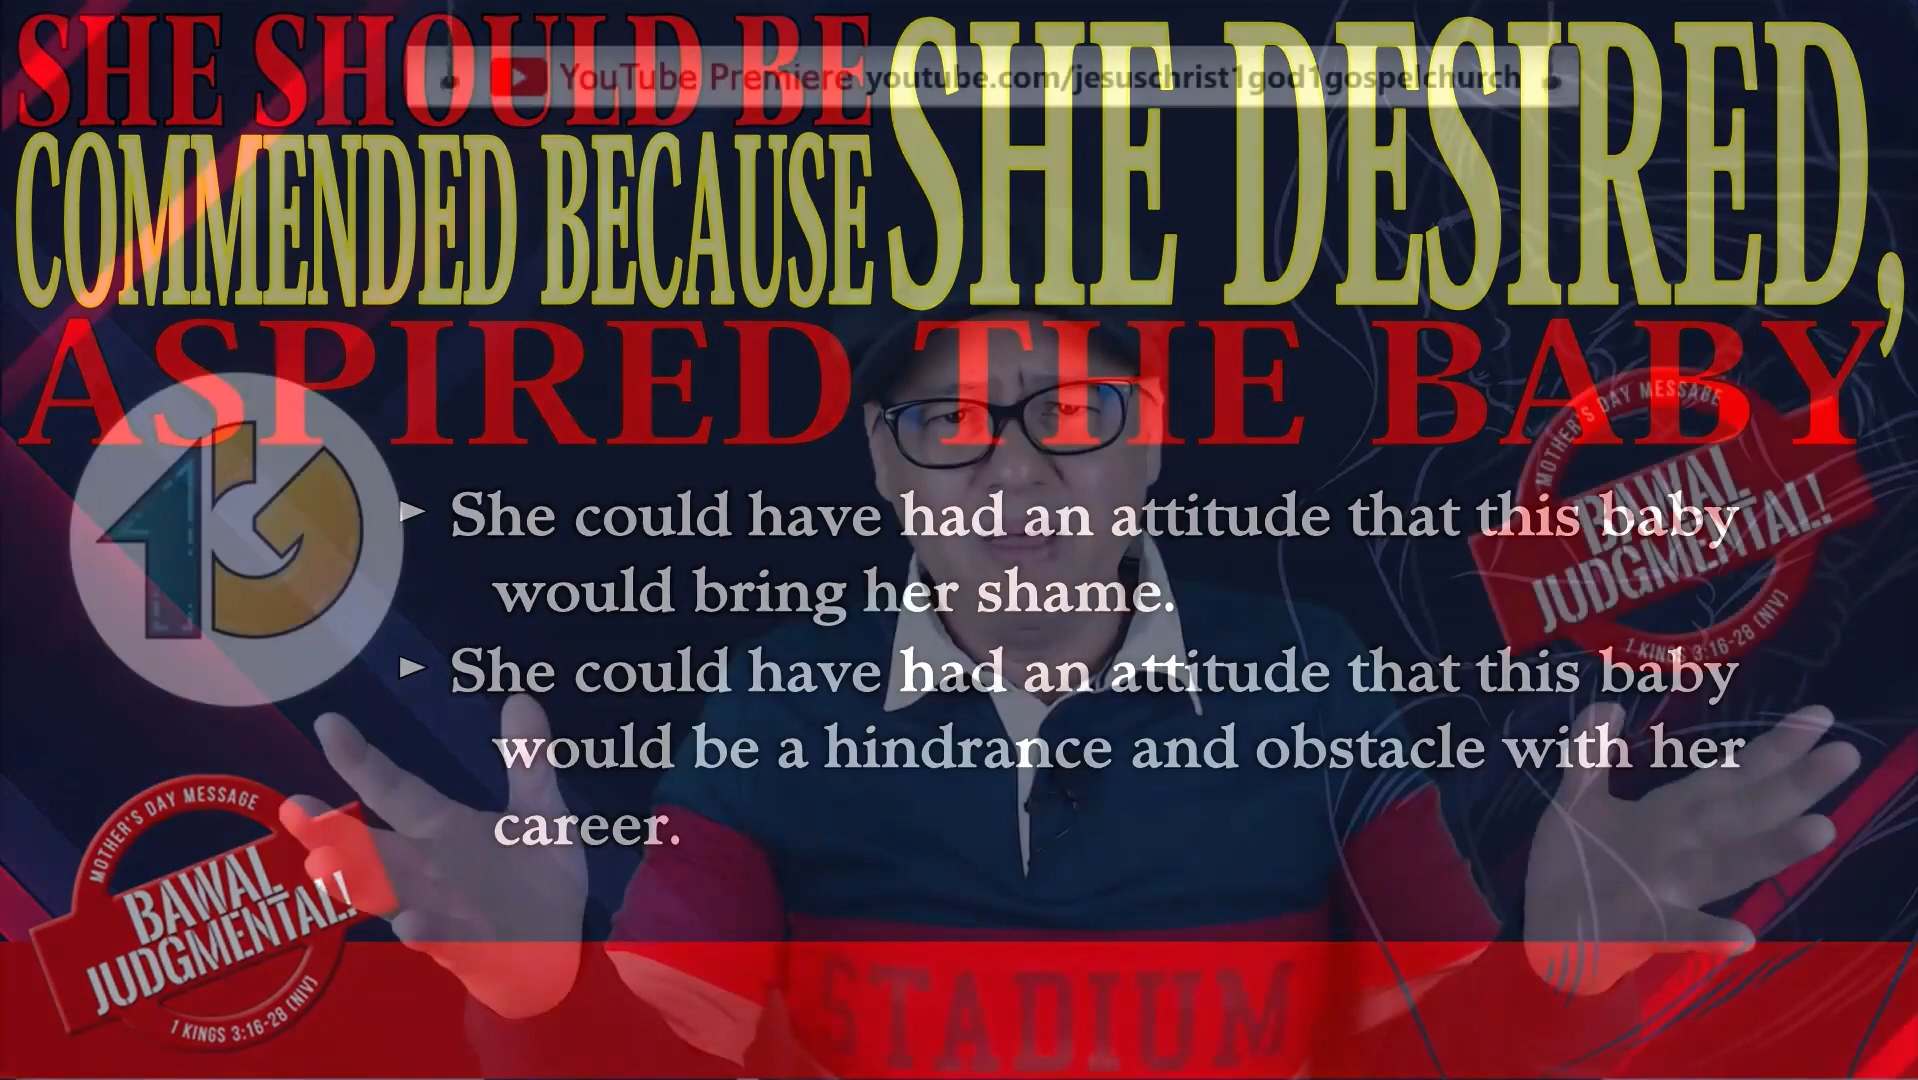 SHE SHOULD BE
COMMENDED BECAUSE
SHE DESIRED,
ASPIRED THE BABY
YouTube Premiere youtube.com/jesuschrist1god1gospelchurch
1G
► She could have had an attitude that this baby
would bring her shame.
► She could have had an attitude that this baby
would be a hindrance and obstacle with her
career.
MOTHER'S DAY MESSAGE
BAWAL
JUDGMENTAL!
1 KINGS 3:16-28 (NIV)
MOTHER'S DAY MESSAGE
BAWAL
JUDGMENTAL!
1 KINGS 3:16-28 (NIV)
STADIUM